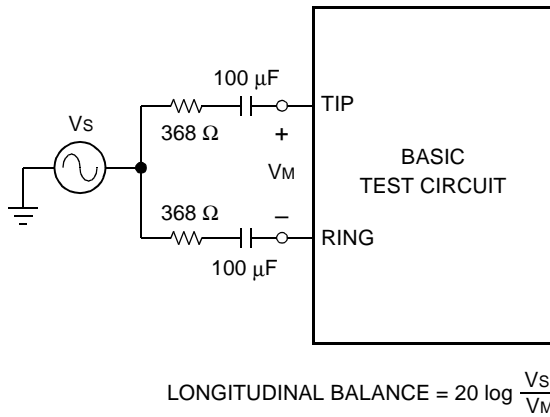 100 μF
TIP
VS
368 Ω
+
VM
BASIC
TEST CIRCUIT
368 Ω
–
RING
100 μF
LONGITUDINAL BALANCE = 20 log VS
VM